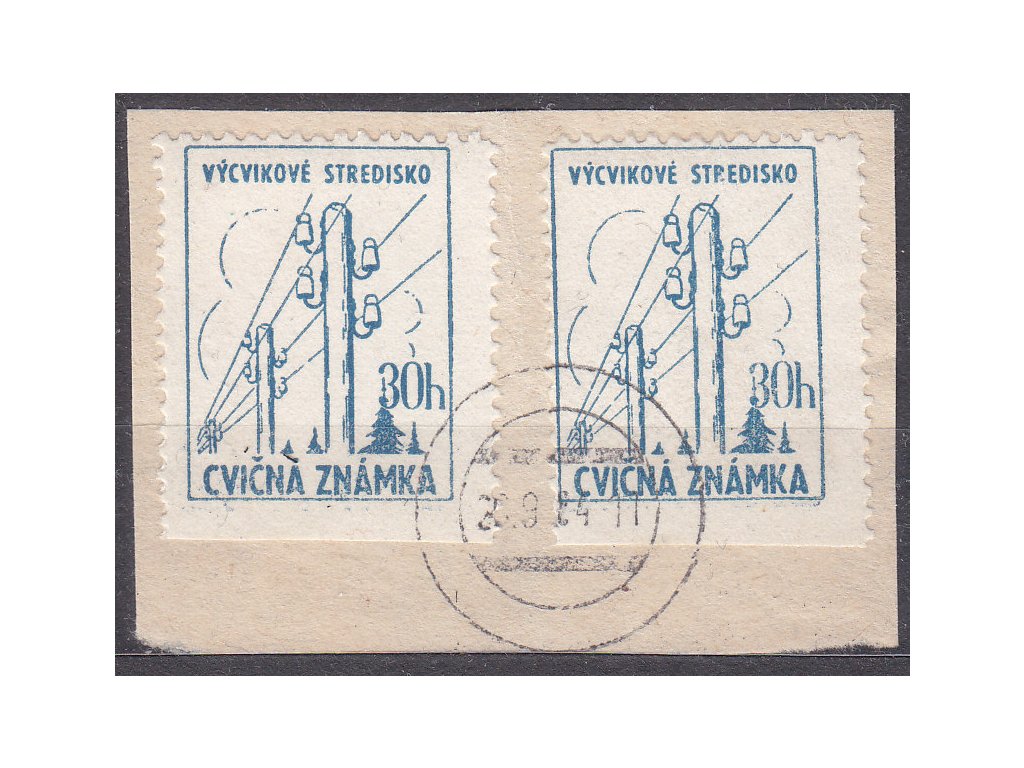 VÝCVIKOVÉ STREDISKO
30h
CVIČNÁ ZNÁMKA
VÝCVIKOVÉ STREDISKO
30h
CVIČNÁ ZNÁMKA